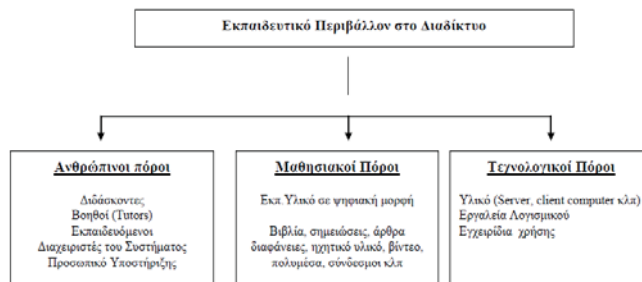 Εκπαιδευτικό Περιβάλλον στο Διαδίκτυο
Ανθρώπινοι πόροι
Διδάσκοντες
Βοηθοί (Tutors)
Εκπαιδευόμενοι
Διαχειριστές του Συστήματος
Προσωπικό Υποστήριξης
Μαθησιακοί Πόροι
Εκπ.Υλικό σε ψηφιακή μορφή
Βιβλία, σημειώσεις, άρθρα
διαφάνειες, ηχητικό υλικό, βίντεο,
πολυμέσα, σύνδεσμοι κλπ
Τεχνολογικοί Πόροι
Υλικό (Server, client computer κλπ)
Εργαλεία Λογισμικού
Εγχειρίδια χρήσης